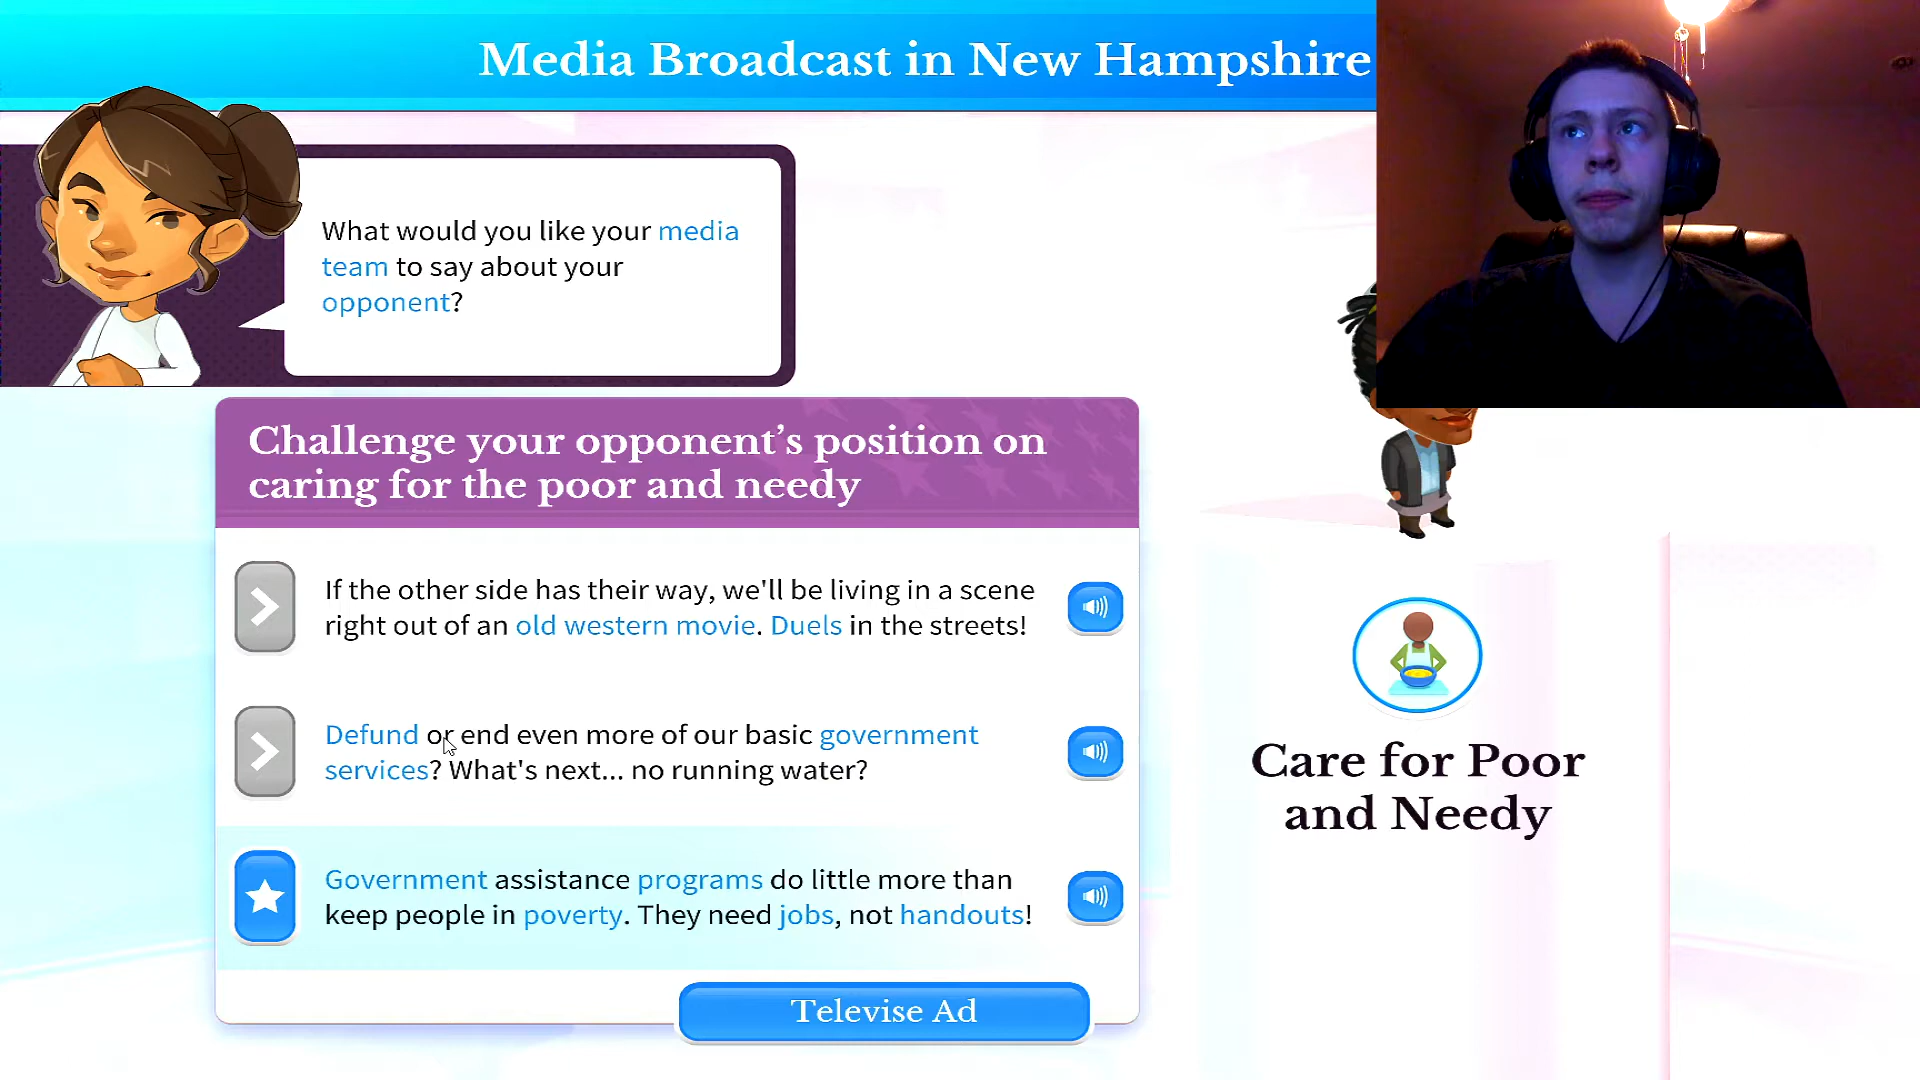 Media Broadcast in New Hampshire
What would you like your media
team to say about your
opponent?
Challenge your opponent's position on
caring for the poor and needy
If the other side has their way, we'll be living in a scene
right out of an old western movie. Duels in the streets!
Defund or end even more of our basic government
services? What's next... no running water?
Government assistance programs do little more than
keep people in poverty. They need jobs, not handouts!
Televise Ad
Care for Poor
and Needy